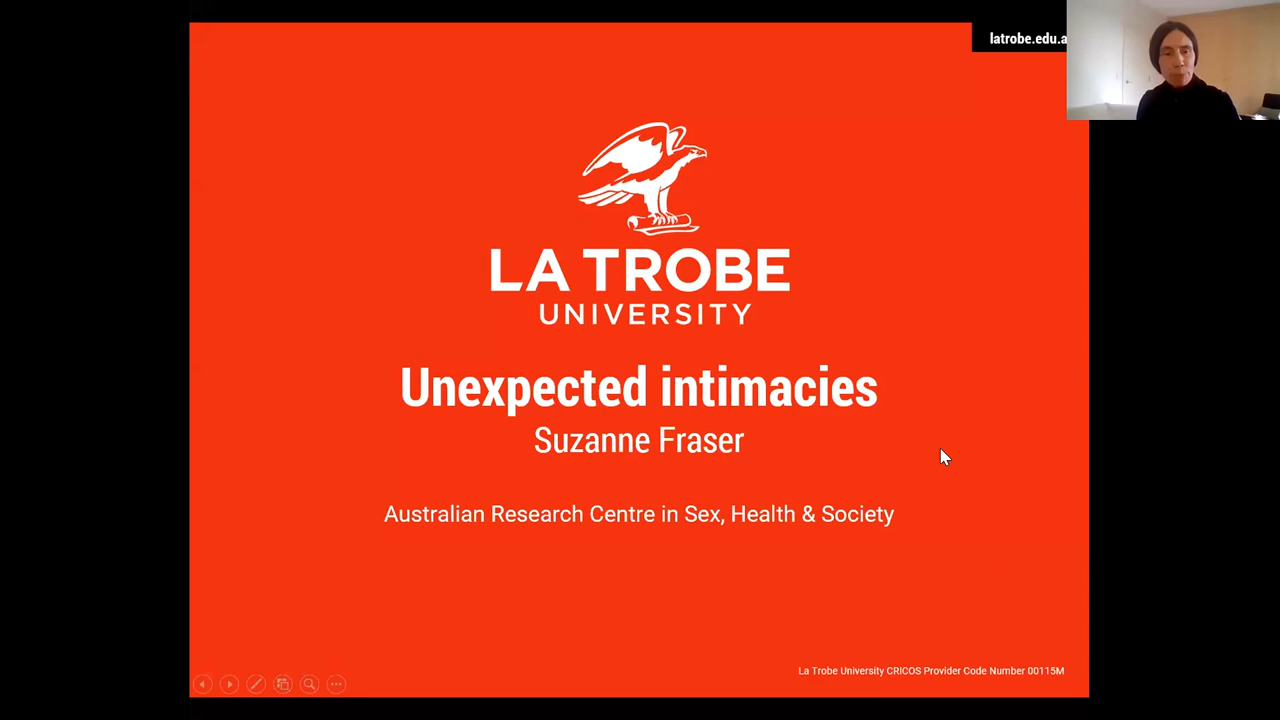 latrobe.edu.a
LA TROBE
UNIVERSITY
Unexpected intimacies
Suzanne Fraser
Australian Research Centre in Sex, Health & Society
La Trobe University CRICOS Provider Code Number 00115M